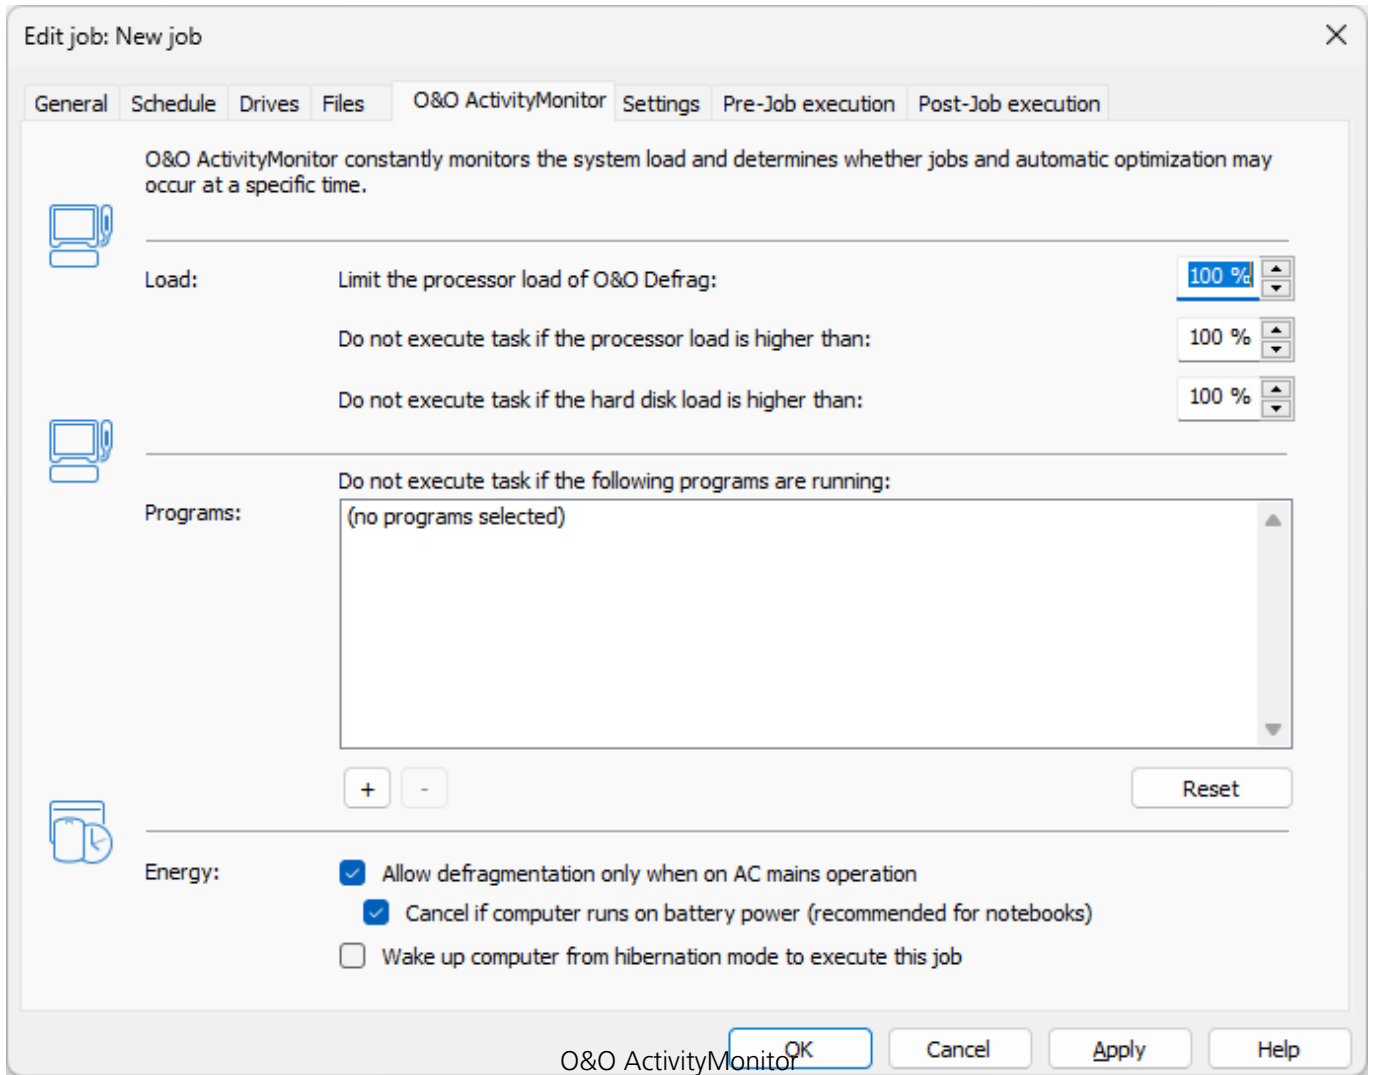 Edit job: New job
General Schedule Drives Files O&O ActivityMonitor Settings Pre-Job execution Post-Job execution
O&O ActivityMonitor constantly monitors the system load and determines whether jobs and automatic optimization may
occur at a specific time.
Load: Limit the processor load of O&O Defrag: 100 %
Do not execute task if the processor load is higher than: 100 %
Do not execute task if the hard disk load is higher than: 100 %
Do not execute task if the following programs are running:
Programs: (no programs selected)
+ - Reset
Energy: Allow defragmentation only when on AC mains operation
Cancel if computer runs on battery power (recommended for notebooks)
Wake up computer from hibernation mode to execute this job
OK Cancel Apply Help
O&O ActivityMonitor